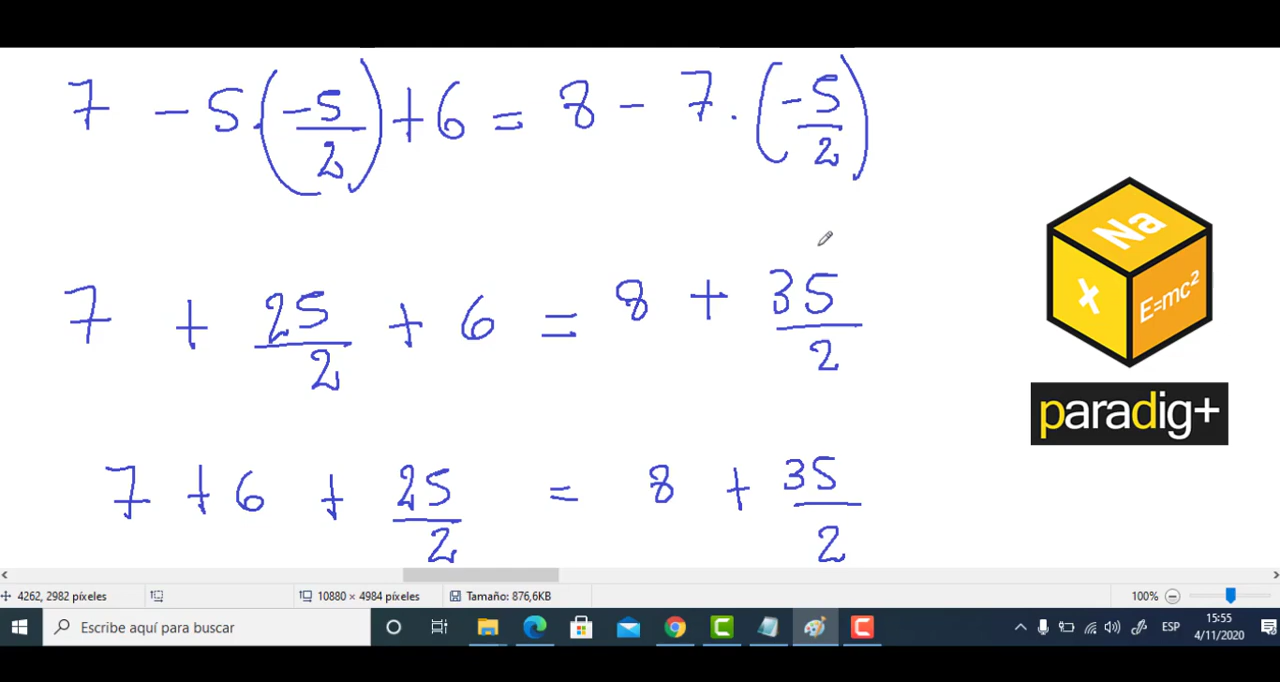 7 - 5·(-5/2) + 6 = 8 - 7·(-5/2)
Na
X
E=mc²
7 + 25/2 + 6 = 8 + 35/2
paradig+
7 + 6 + 25/2 = 8 + 35/2
4262, 2982 píxeles
10880 × 4984 píxeles
Tamaño: 876,6KB
100%
Escribe aquí para buscar
ESP
15:55
4/11/2020